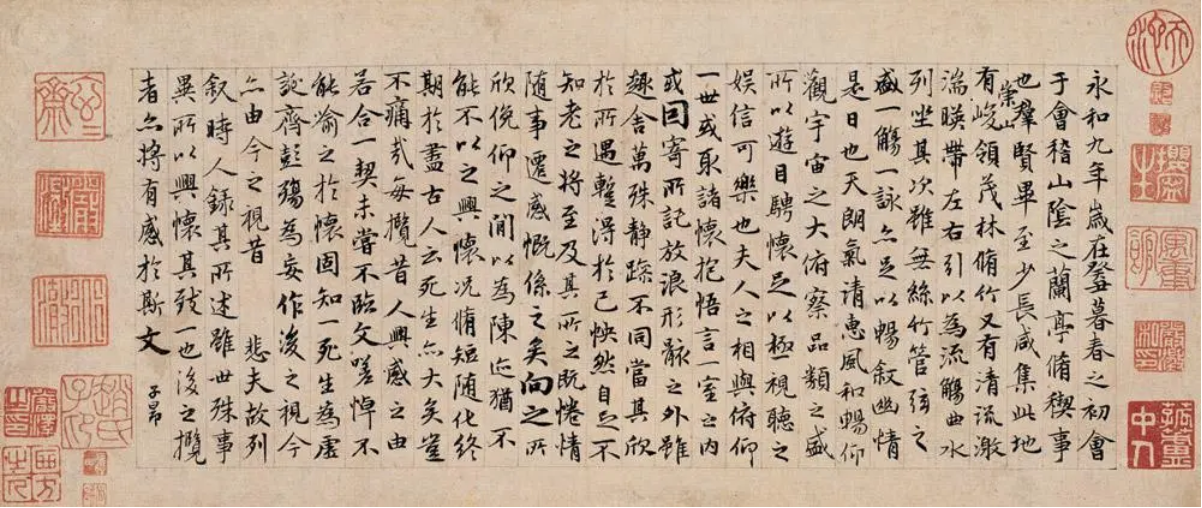 永和九年歲在癸丑暮春之初會
于會稽山陰之蘭亭脩稧事
也羣賢畢至少長咸集此地
有崇山峻領茂林脩竹又有清流激
湍暎帶左右引以為流觴曲水
列坐其次雖無絲竹管弦之
盛一觴一詠亦足以暢敘幽情
是日也天朗氣清惠風和暢仰
觀宇宙之大俯察品類之盛
所以遊目騁懷足以極視聽之
娛信可樂也夫人之相與俯仰
一世或取諸懷抱悟言一室之內
或因寄所託放浪形骸之外雖
趣舍萬殊靜躁不同當其欣
於所遇蹔得於己怏然自足不
知老之將至及其所之既惓情
隨事遷感慨係之矣向之所
欣俛仰之閒以為陳迹猶不
能不以之興懷況脩短隨化終
期於盡古人云死生亦大矣豈
不痛哉每攬昔人興感之由
若合一契未嘗不臨文嗟悼不
能喻之於懷固知一死生為虛
誕齊彭殤為妄作後之視今
亦由今之視昔 悲夫故列
敘時人錄其所述雖世殊事
異所以興懷其致一也後之攬
者亦將有感於斯文
子昂
趙氏子昂